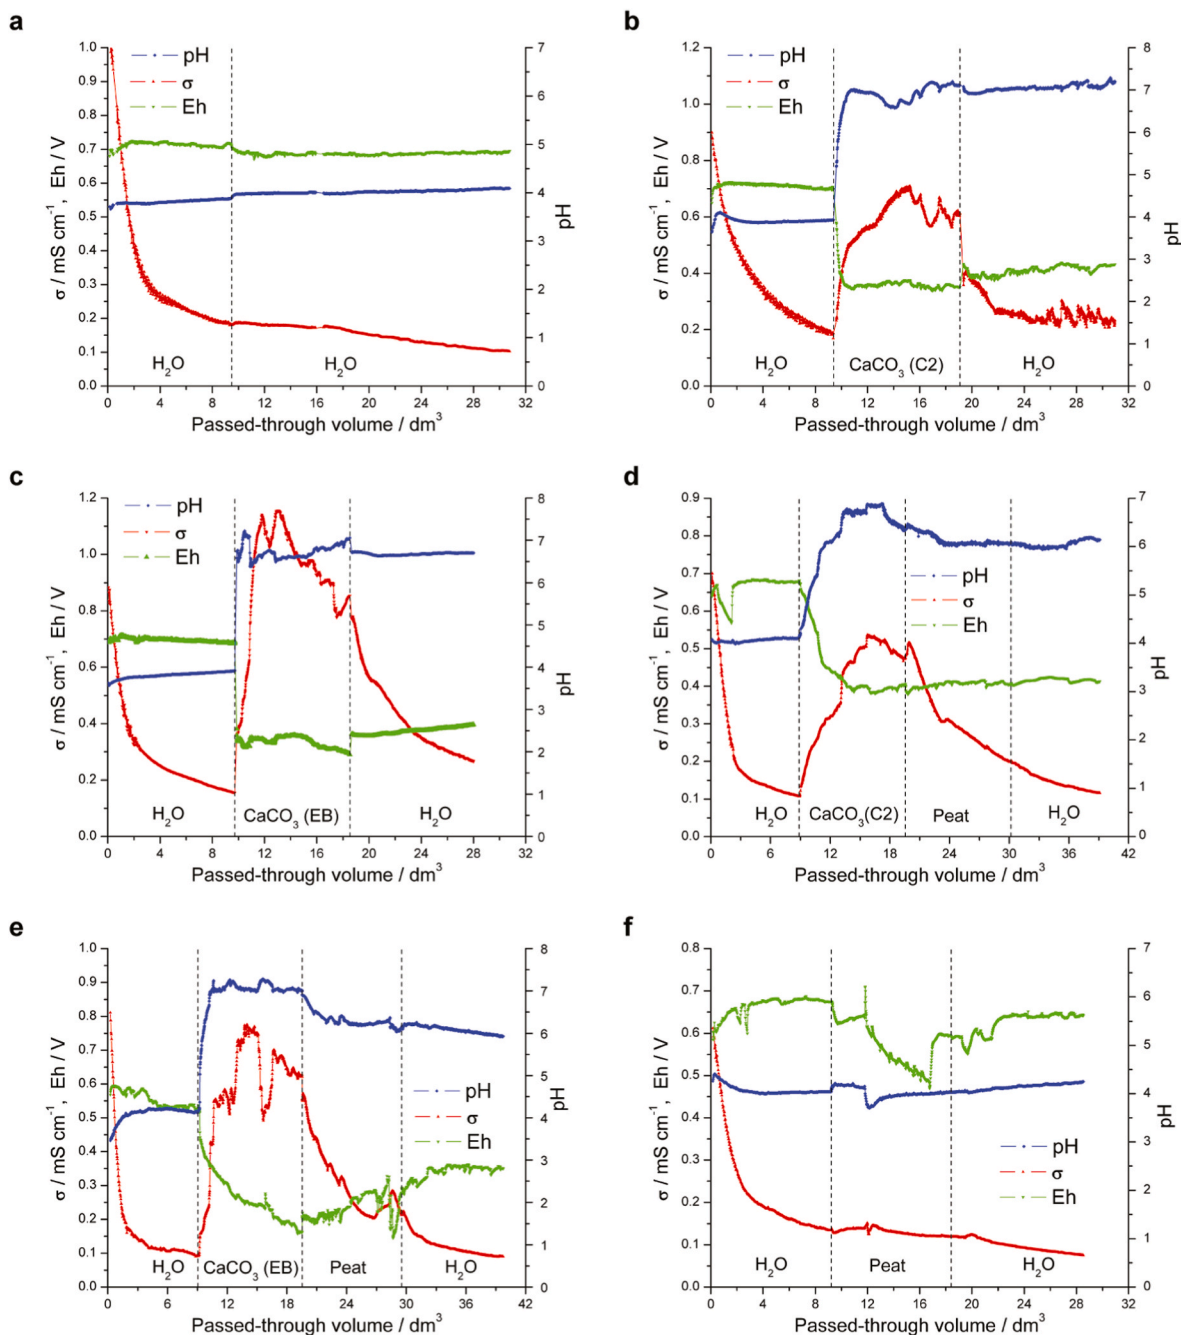 a
pH
σ
Eh
σ / mS cm⁻¹, Eh / V
1.0
0.9
0.8
0.7
0.6
0.5
0.4
0.3
0.2
0.1
0.0
7
6
5
4
3
2
1
0
pH
H₂O H₂O
0 4 8 12 16 20 24 28 32
Passed-through volume / dm³
b
pH
σ
Eh
σ / mS cm⁻¹, Eh / V
1.2
1.0
0.8
0.6
0.4
0.2
0.0
8
7
6
5
4
3
2
1
0
pH
H₂O CaCO₃ (C2) H₂O
0 4 8 12 16 20 24 28 32
Passed-through volume / dm³
c
pH
σ
Eh
σ / mS cm⁻¹, Eh / V
1.2
1.0
0.8
0.6
0.4
0.2
0.0
8
7
6
5
4
3
2
1
0
pH
H₂O CaCO₃ (EB) H₂O
0 4 8 12 16 20 24 28 32
Passed-through volume / dm³
d
pH
σ
Eh
σ / mS cm⁻¹, Eh / V
0.9
0.8
0.7
0.6
0.5
0.4
0.3
0.2
0.1
0.0
7
6
5
4
3
2
1
0
pH
H₂O CaCO₃(C2) Peat H₂O
0 6 12 18 24 30 36 42
Passed-through volume / dm³
e
pH
σ
Eh
σ / mS cm⁻¹, Eh / V
1.0
0.9
0.8
0.7
0.6
0.5
0.4
0.3
0.2
0.1
0.0
8
7
6
5
4
3
2
1
0
pH
H₂O CaCO₃ (EB) Peat H₂O
0 6 12 18 24 30 36 42
Passed-through volume / dm³
f
pH
σ
Eh
σ / mS cm⁻¹, Eh / V
0.8
0.7
0.6
0.5
0.4
0.3
0.2
0.1
0.0
7
6
5
4
3
2
1
0
pH
H₂O Peat H₂O
0 4 8 12 16 20 24 28 32
Passed-through volume / dm³